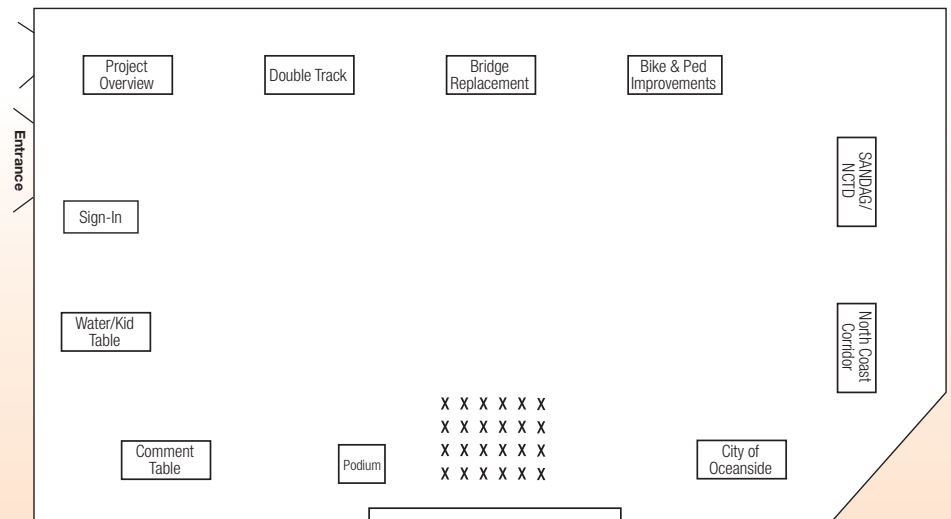 Project
Overview
Double Track
Bridge
Replacement
Bike & Ped
Improvements
Entrance
SANDAG/
NCTD
Sign-In
Water/Kid
Table
North Coast
Corridor
X X X X X X
X X X X X X
X X X X X X
X X X X X X
Comment
Table
Podium
City of
Oceanside